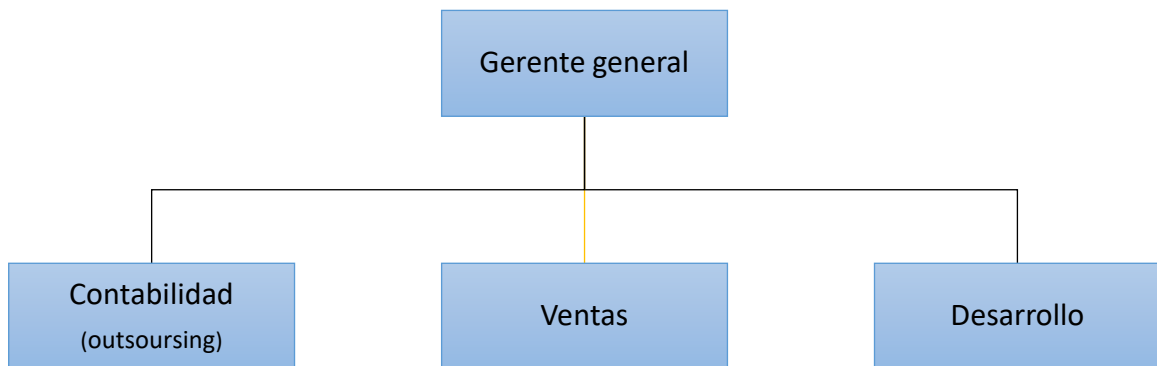 Gerente general
Contabilidad
(outsoursing)
Ventas
Desarrollo